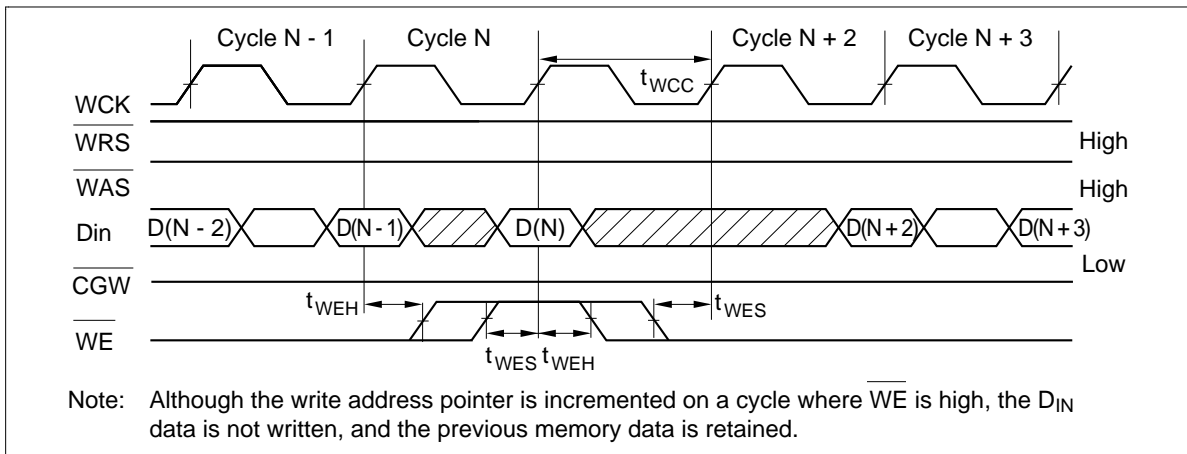 Cycle N - 1 Cycle N Cycle N + 2 Cycle N + 3
tWCC
WCK
WRS High
WAS High
Din D(N - 2) D(N - 1) D(N) D(N + 2) D(N + 3)
Low
CGW
tWEH tWES
WE
tWES tWEH
Note: Although the write address pointer is incremented on a cycle where WE is high, the DIN
data is not written, and the previous memory data is retained.